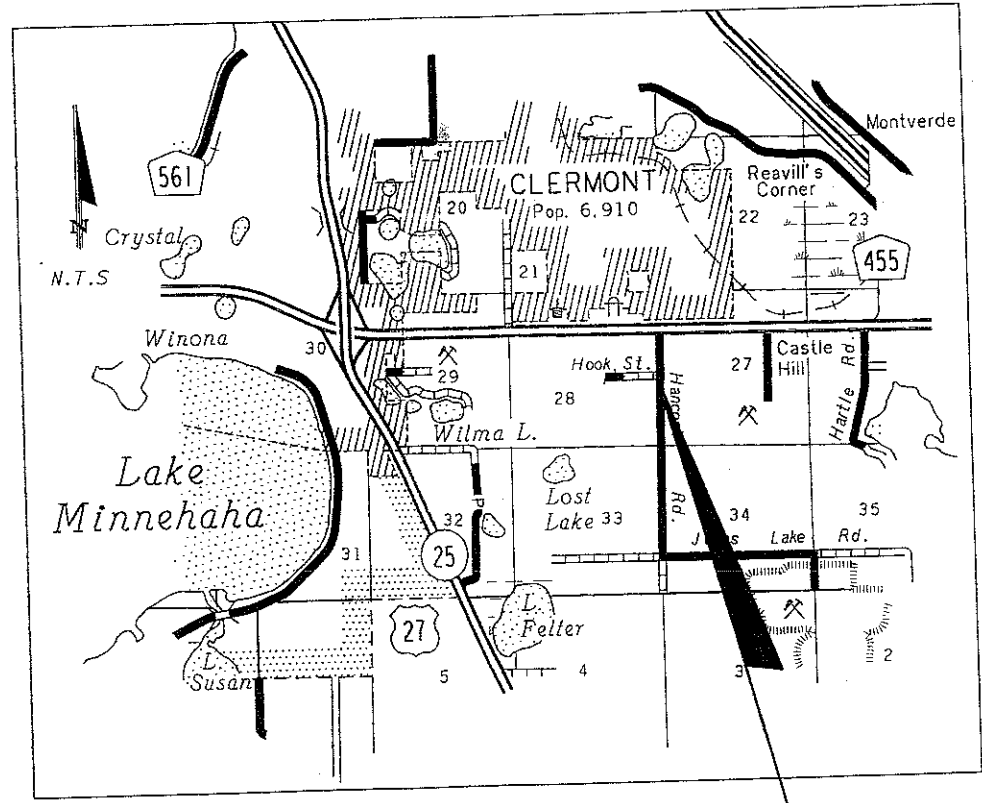 Montverde
561
CLERMONT
Reavill's
Corner
Pop. 6,910
20
22
23
N
Crystal
455
21
N.T.S
Winona
30
29
Hook St.
27
Castle
Hill
Hartle Rd.
28
Wilma L.
Lake
Minnehaha
Lost
Lake
32
P
33
Rd.
34
35
Lake Rd.
31
25
27
L.
Felter
L.
Susan
5
4
3
2